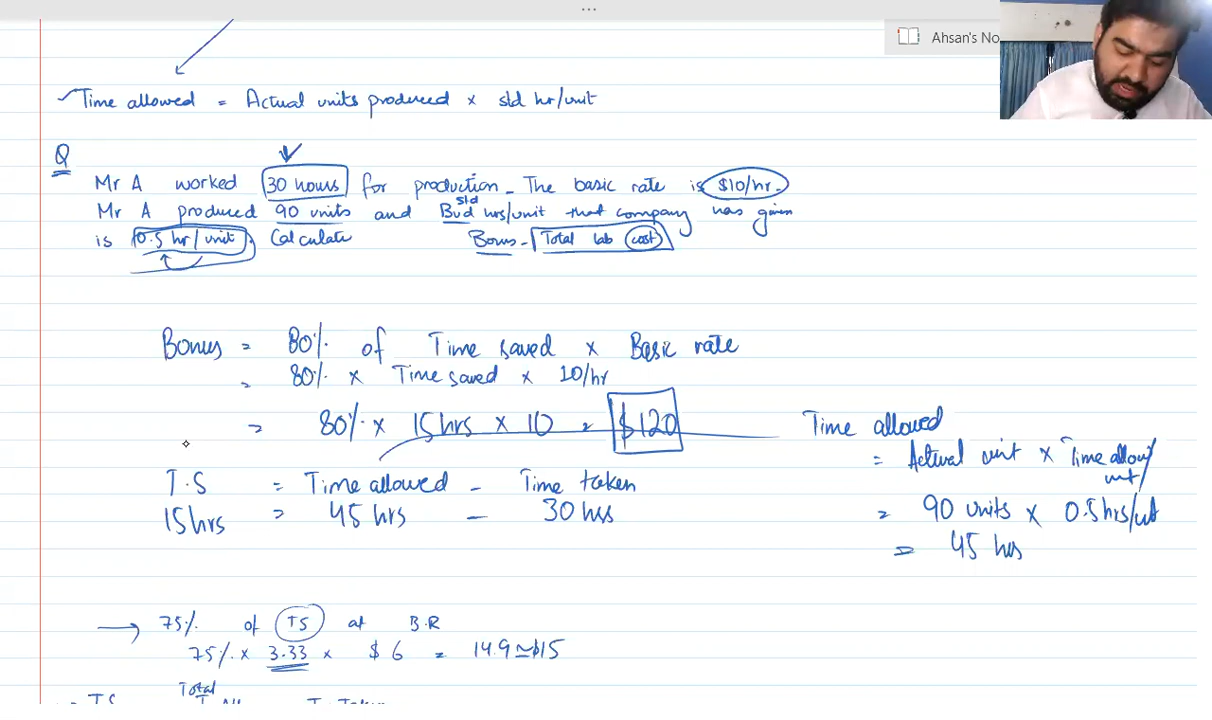 Ahsan's No
Time allowed = Actual units produced × std hr/unit
Q
Mr A worked 30 hours for production. The basic rate is $10/hr.
std
Mr A produced 90 units and Bud hrs/unit that company has given
is 0.5 hr/unit. Calculate Bonus - Total lab cost
Bonus = 80% of Time saved × Basic rate
= 80% × Time saved × 10/hr
= 80% × 15hrs × 10 = $120
Time allowed
= Actual unit × Time allow/
unt/
T.S = Time allowed - Time taken
15hrs = 45 hrs - 30 hrs
= 90 units × 0.5hrs/ut
= 45 hrs
→ 75% of TS at B.R
75% × 3.33 × $ 6 = 14.9 ≃ $15
Total
= TS